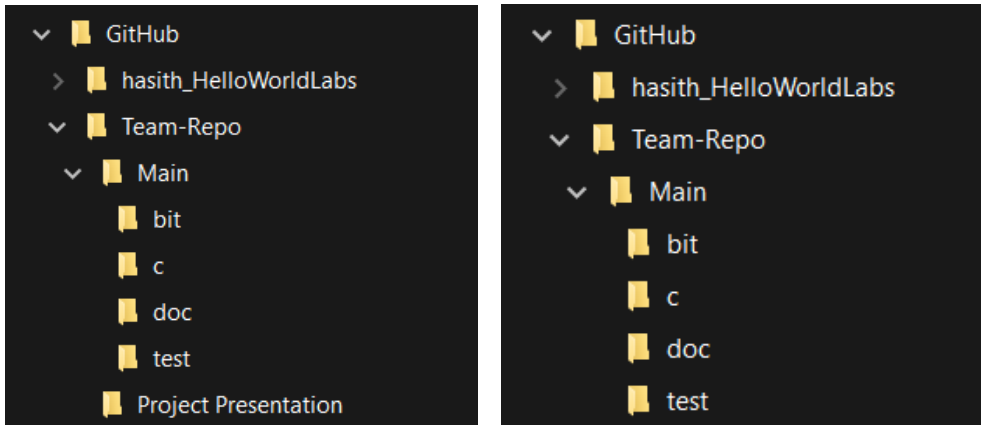 GitHub
hasith_HelloWorldLabs
Team-Repo
Main
bit
c
doc
test
Project Presentation
GitHub
hasith_HelloWorldLabs
Team-Repo
Main
bit
c
doc
test